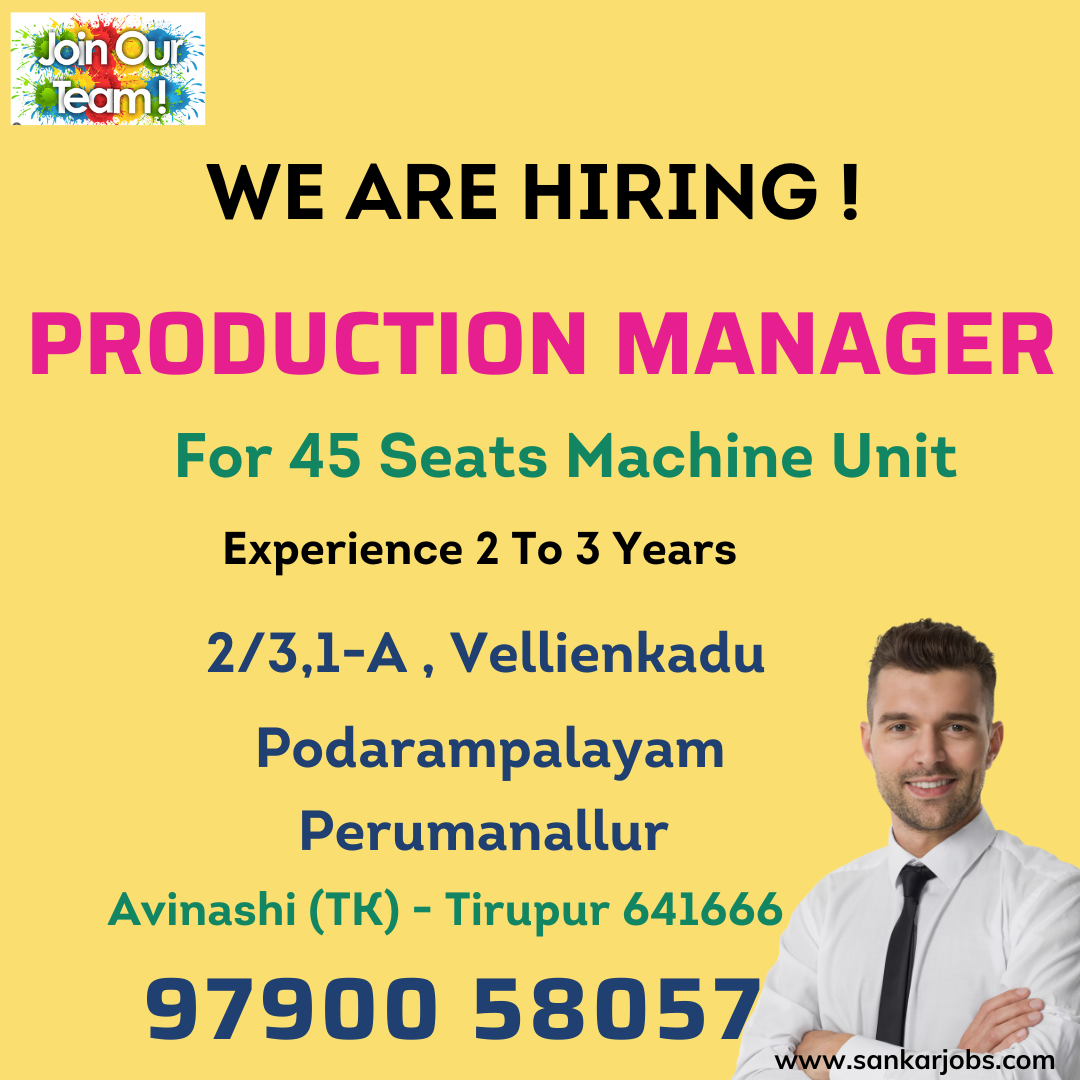 Join Our
Team !
WE ARE HIRING !
PRODUCTION MANAGER
For 45 Seats Machine Unit
Experience 2 To 3 Years
2/3,1-A , Vellienkadu
Podarampalayam
Perumanallur
Avinashi (TK) - Tirupur 641666
97900 58057
www.sankarjobs.com